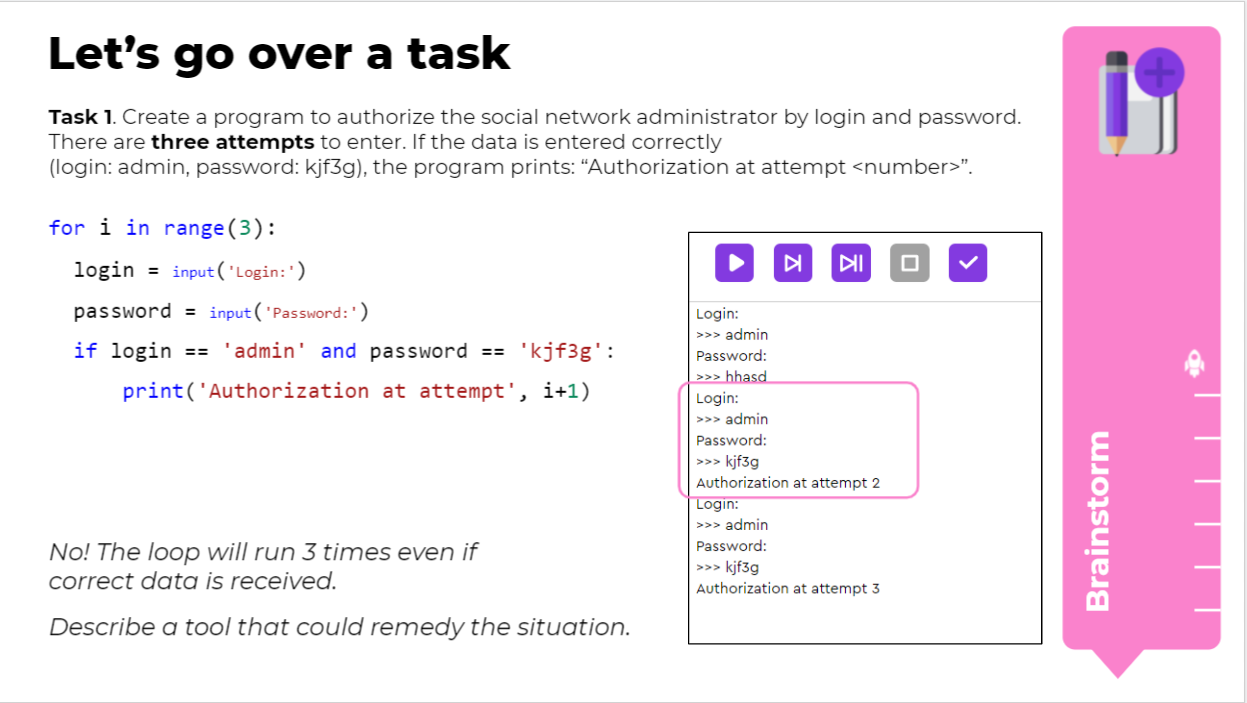 Let’s go over a task
Task 1. Create a program to authorize the social network administrator by login and password.
There are three attempts to enter. If the data is entered correctly
(login: admin, password: kjf3g), the program prints: “Authorization at attempt <number>”.
for i in range(3):
login = input('Login:')
password = input('Password:')
if login == 'admin' and password == 'kjf3g':
print('Authorization at attempt', i+1)
No! The loop will run 3 times even if
correct data is received.
Describe a tool that could remedy the situation.
Login:
>>> admin
Password:
>>> hhasd
Login:
>>> admin
Password:
>>> kjf3g
Authorization at attempt 2
Login:
>>> admin
Password:
>>> kjf3g
Authorization at attempt 3
Brainstorm